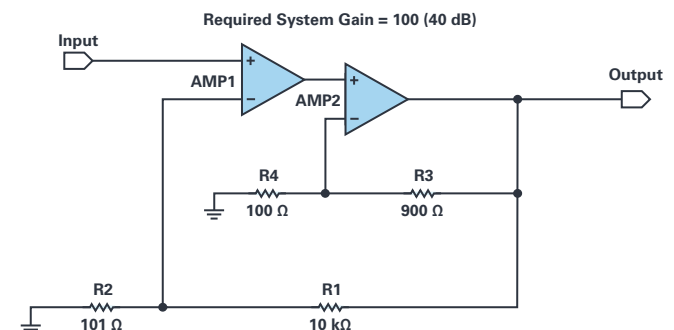 Required System Gain = 100 (40 dB)
Input
+
AMP1
−
+
AMP2
−
Output
R4
100 Ω
R3
900 Ω
R2
101 Ω
R1
10 kΩ